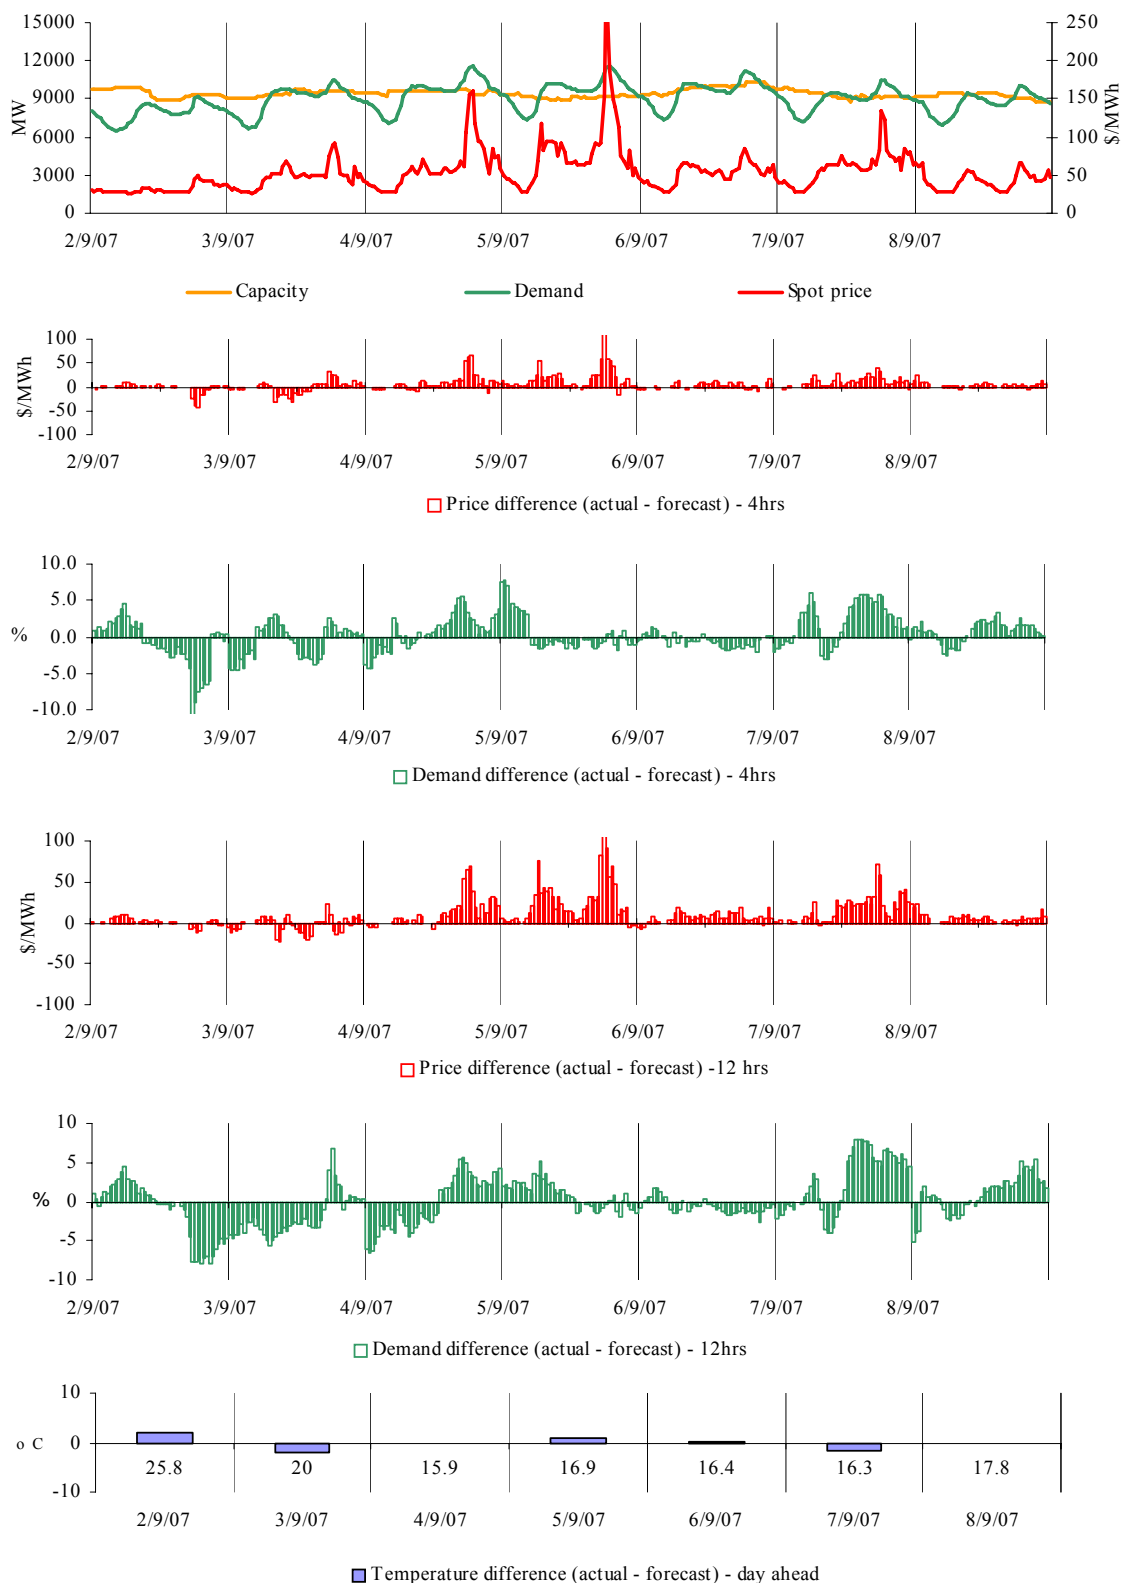 15000
12000
9000
6000
3000
0
MW
250
200
150
100
50
0
$/MWh
2/9/07 3/9/07 4/9/07 5/9/07 6/9/07 7/9/07 8/9/07
Capacity Demand Spot price
100
50
0
-50
-100
$/MWh
2/9/07 3/9/07 4/9/07 5/9/07 6/9/07 7/9/07 8/9/07
Price difference (actual - forecast) - 4hrs
10.0
5.0
0.0
-5.0
-10.0
%
2/9/07 3/9/07 4/9/07 5/9/07 6/9/07 7/9/07 8/9/07
Demand difference (actual - forecast) - 4hrs
100
50
0
-50
-100
$/MWh
2/9/07 3/9/07 4/9/07 5/9/07 6/9/07 7/9/07 8/9/07
Price difference (actual - forecast) -12 hrs
10
5
0
-5
-10
%
2/9/07 3/9/07 4/9/07 5/9/07 6/9/07 7/9/07 8/9/07
Demand difference (actual - forecast) - 12hrs
10
0
-10
o C
25.8 20 15.9 16.9 16.4 16.3 17.8
2/9/07 3/9/07 4/9/07 5/9/07 6/9/07 7/9/07 8/9/07
Temperature difference (actual - forecast) - day ahead